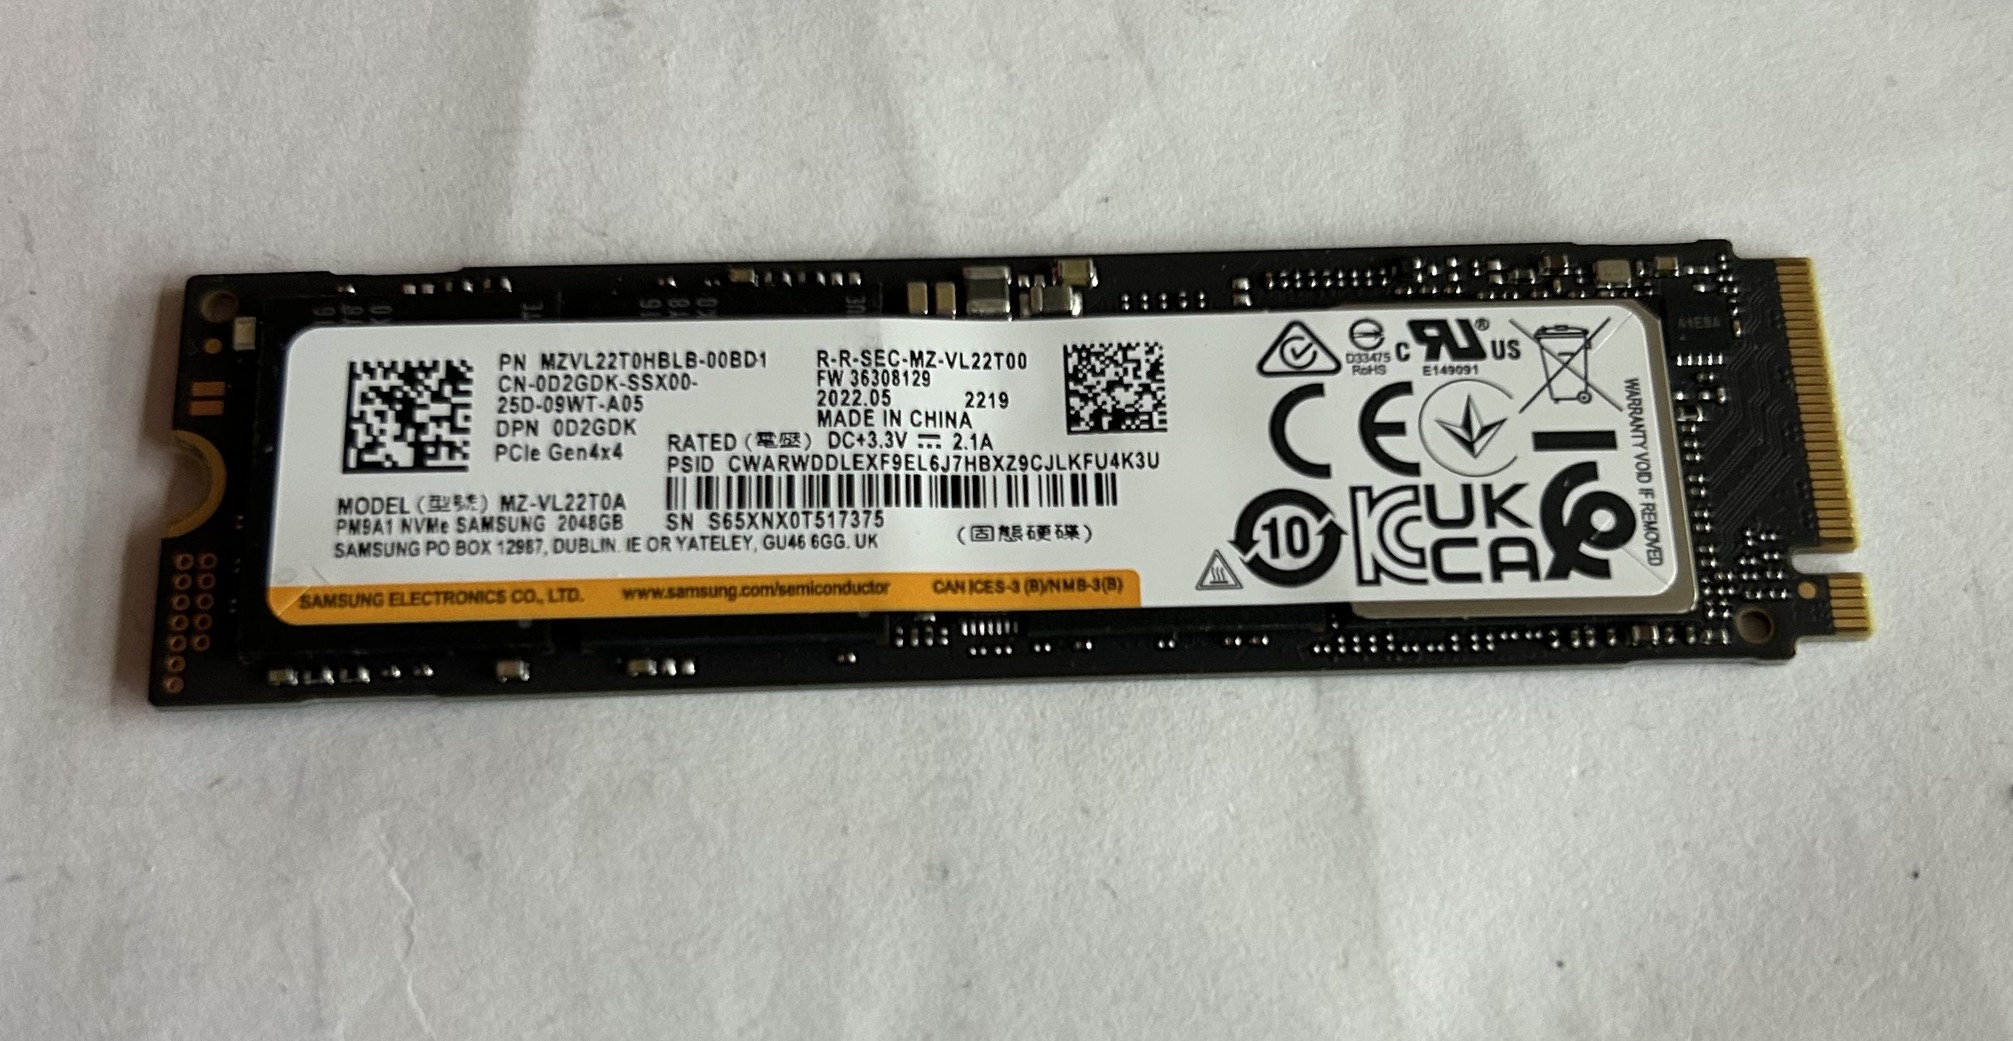 PN MZVL22T0HBLB-00BD1
CN-0D2GDK-SSX00-
25D-09WT-A05
DPN 0D2GDK
PCIe Gen4x4
R-R-SEC-MZ-VL22T00
FW 36308129
2022.05 2219
MADE IN CHINA
RATED (電壓) DC+3.3V ⎓ 2.1A
PSID CWARWDDLEXF9EL6J7HBXZ9CJLKFU4K3U
MODEL (型號) MZ-VL22T0A
PM9A1 NVMe SAMSUNG 2048GB
SN S65XNX0T517375
SAMSUNG PO BOX 12987, DUBLIN. IE OR YATELEY, GU46 6GG. UK
(固態硬碟)
SAMSUNG ELECTRONICS CO., LTD. www.samsung.com/semiconductor CAN ICES-3 (B)/NMB-3(B)
D33475
RoHS
C RU® US
E149091
CE
10
KC
UK
CA
WARRANTY VOID IF REMOVED